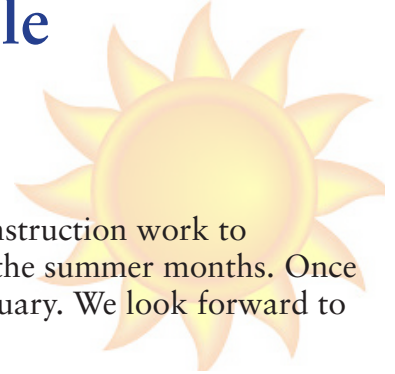 le
nstruction work to
the summer months. Once
uary. We look forward to